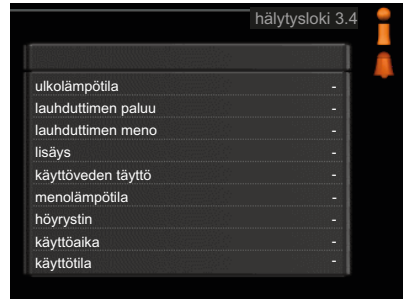 hälytysloki 3.4
ulkolämpötila -
lauhduttimen paluu -
lauhduttimen meno -
lisäys -
käyttöveden täyttö -
menolämpötila -
höyrystin -
käyttöaika -
käyttötila -